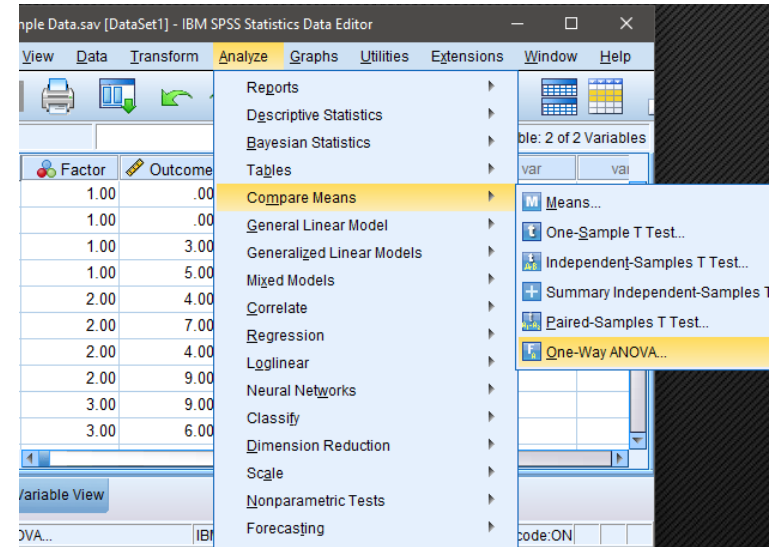 nple Data.sav [DataSet1] - IBM SPSS Statistics Data Editor
View Data Transform Analyze Graphs Utilities Extensions Window Help
Reports
Descriptive Statistics
ble: 2 of 2 Variables
Bayesian Statistics
Factor Outcome Tables var var
1.00 .00 Compare Means Means...
1.00 .00 General Linear Model One-Sample T Test...
1.00 3.00 Generalized Linear Models Independent-Samples T Test...
1.00 5.00 Mixed Models Summary Independent-Samples T
2.00 4.00 Correlate Paired-Samples T Test...
2.00 7.00 Regression One-Way ANOVA...
2.00 4.00 Loglinear
2.00 9.00 Neural Networks
3.00 9.00 Classify
3.00 6.00 Dimension Reduction
Scale
Variable View Nonparametric Tests
OVA... IBM Forecasting code:ON